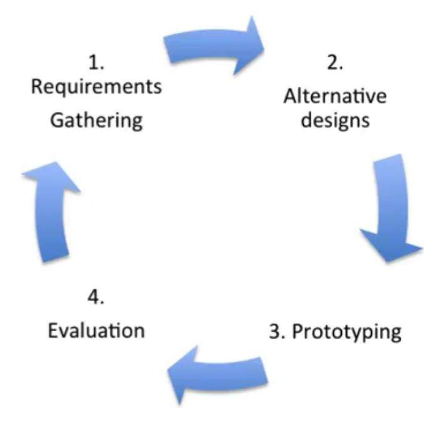 1.
Requirements
Gathering
2.
Alternative
designs
3. Prototyping
4.
Evaluation